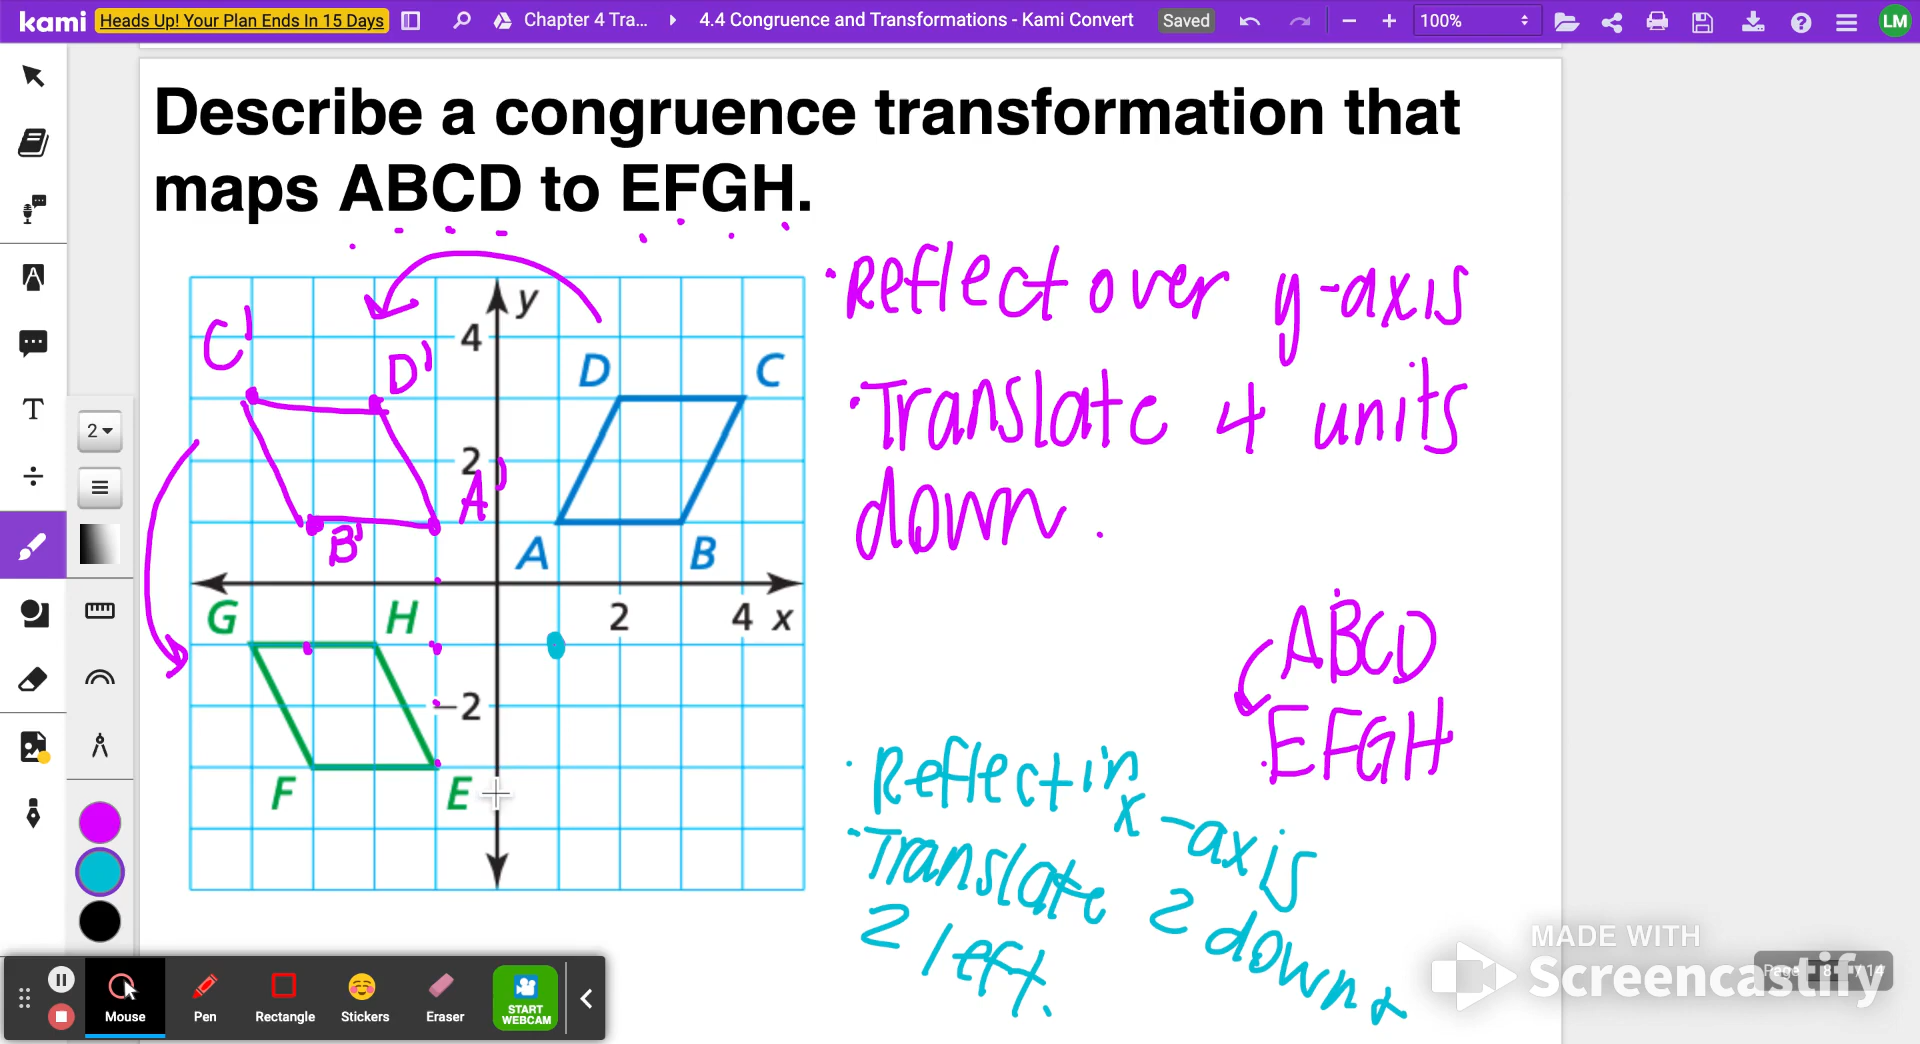 kami
Heads Up! Your Plan Ends In 15 Days
Chapter 4 Tra...
4.4 Congruence and Transformations - Kami Convert
Saved
100%
LM
Describe a congruence transformation that
maps ABCD to EFGH.
y
4
C'
D'
D
C
2
A'
B'
A
B
G
H
2
4
x
-2
F
E
·Reflect over y-axis
·Translate 4 units
down.
ABCD
EFGH
·Reflect in
x-axis
·Translate 2 down &
2 left.
T
2
Mouse
Pen
Rectangle
Stickers
Eraser
START
WEBCAM
MADE WITH
Screencastify
Page 8 / 14